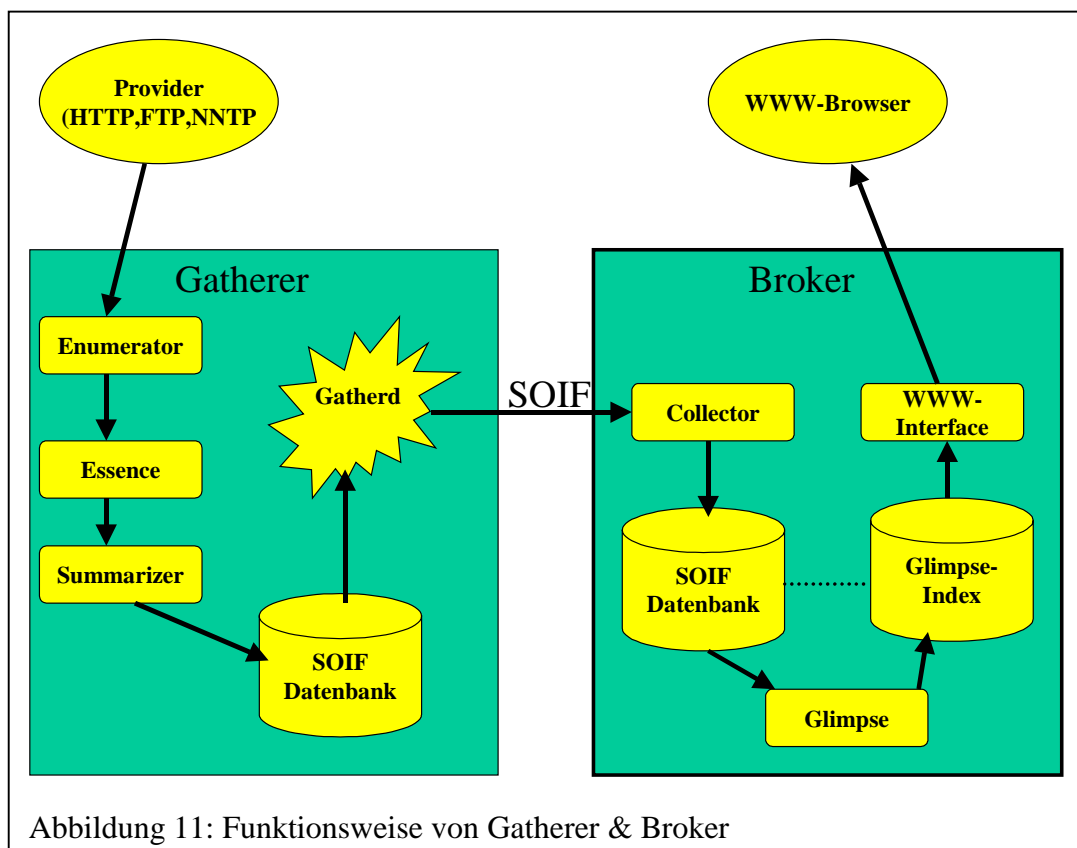 Provider
(HTTP,FTP,NNTP
WWW-Browser
Gatherer
Broker
Enumerator
Gatherd
SOIF
Collector
WWW-
Interface
Essence
Summarizer
SOIF
Datenbank
SOIF
Datenbank
Glimpse-
Index
Glimpse
Abbildung 11: Funktionsweise von Gatherer & Broker